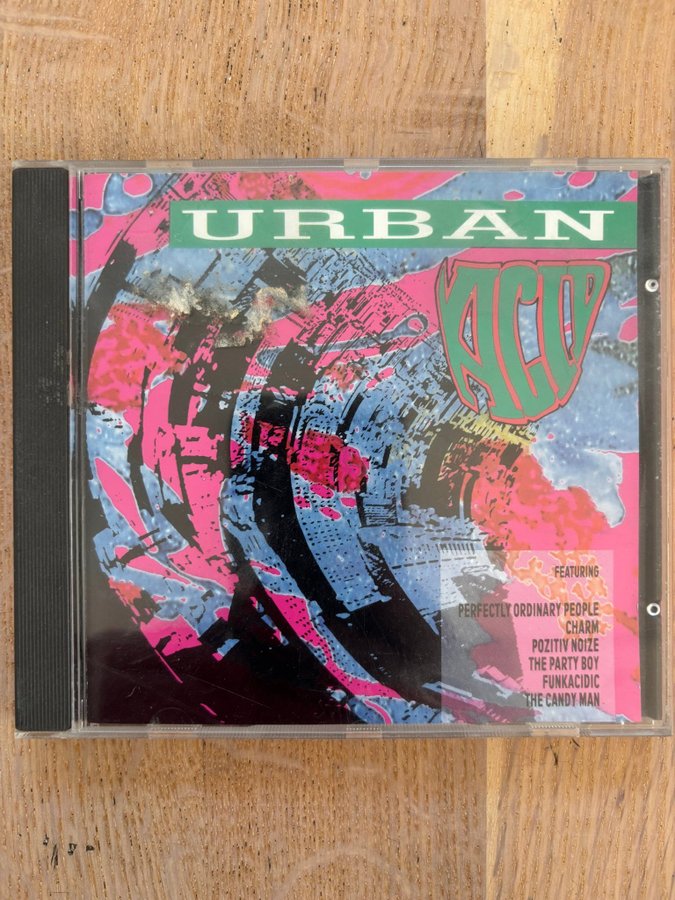 URBAN
ACID
FEATURING
PERFECTLY ORDINARY PEOPLE
CHARM
POZITIV NOIZE
THE PARTY BOY
FUNKACIDIC
THE CANDY MAN